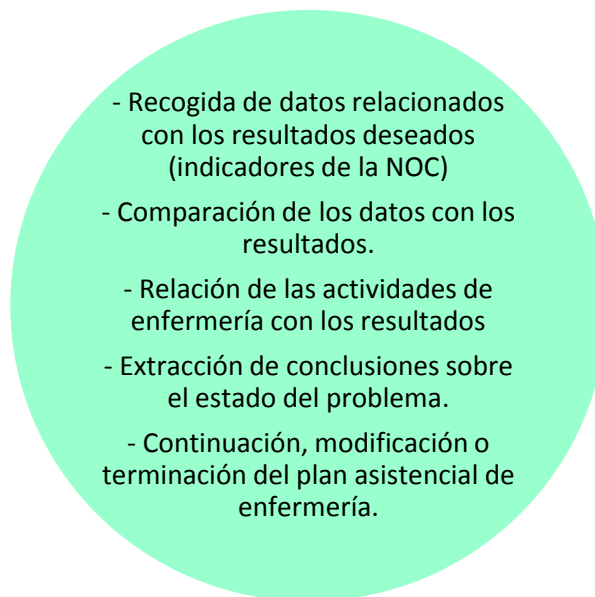 - Recogida de datos relacionados
con los resultados deseados
(indicadores de la NOC)
- Comparación de los datos con los
resultados.
- Relación de las actividades de
enfermería con los resultados
- Extracción de conclusiones sobre
el estado del problema.
- Continuación, modificación o
terminación del plan asistencial de
enfermería.